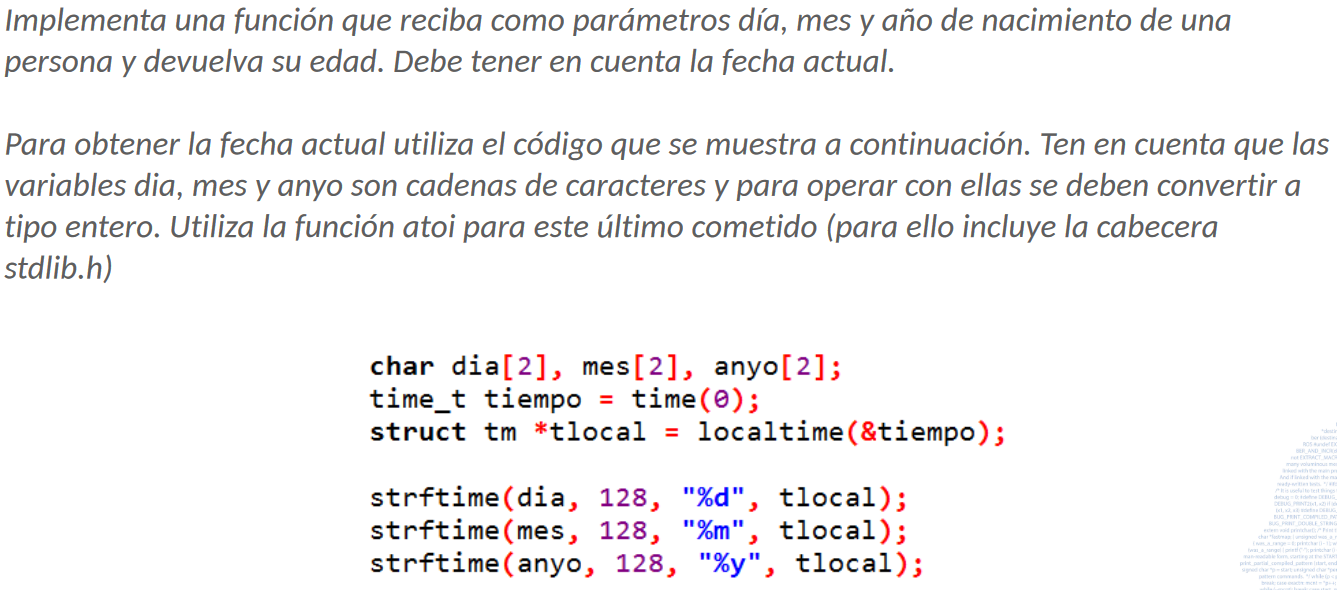 Implementa una función que reciba como parámetros día, mes y año de nacimiento de una
persona y devuelva su edad. Debe tener en cuenta la fecha actual.
Para obtener la fecha actual utiliza el código que se muestra a continuación. Ten en cuenta que las
variables dia, mes y anyo son cadenas de caracteres y para operar con ellas se deben convertir a
tipo entero. Utiliza la función atoi para este último cometido (para ello incluye la cabecera
stdlib.h)
char dia[2], mes[2], anyo[2];
time_t tiempo = time(0);
struct tm *tlocal = localtime(&tiempo);
strftime(dia, 128, "%d", tlocal);
strftime(mes, 128, "%m", tlocal);
strftime(anyo, 128, "%y", tlocal);